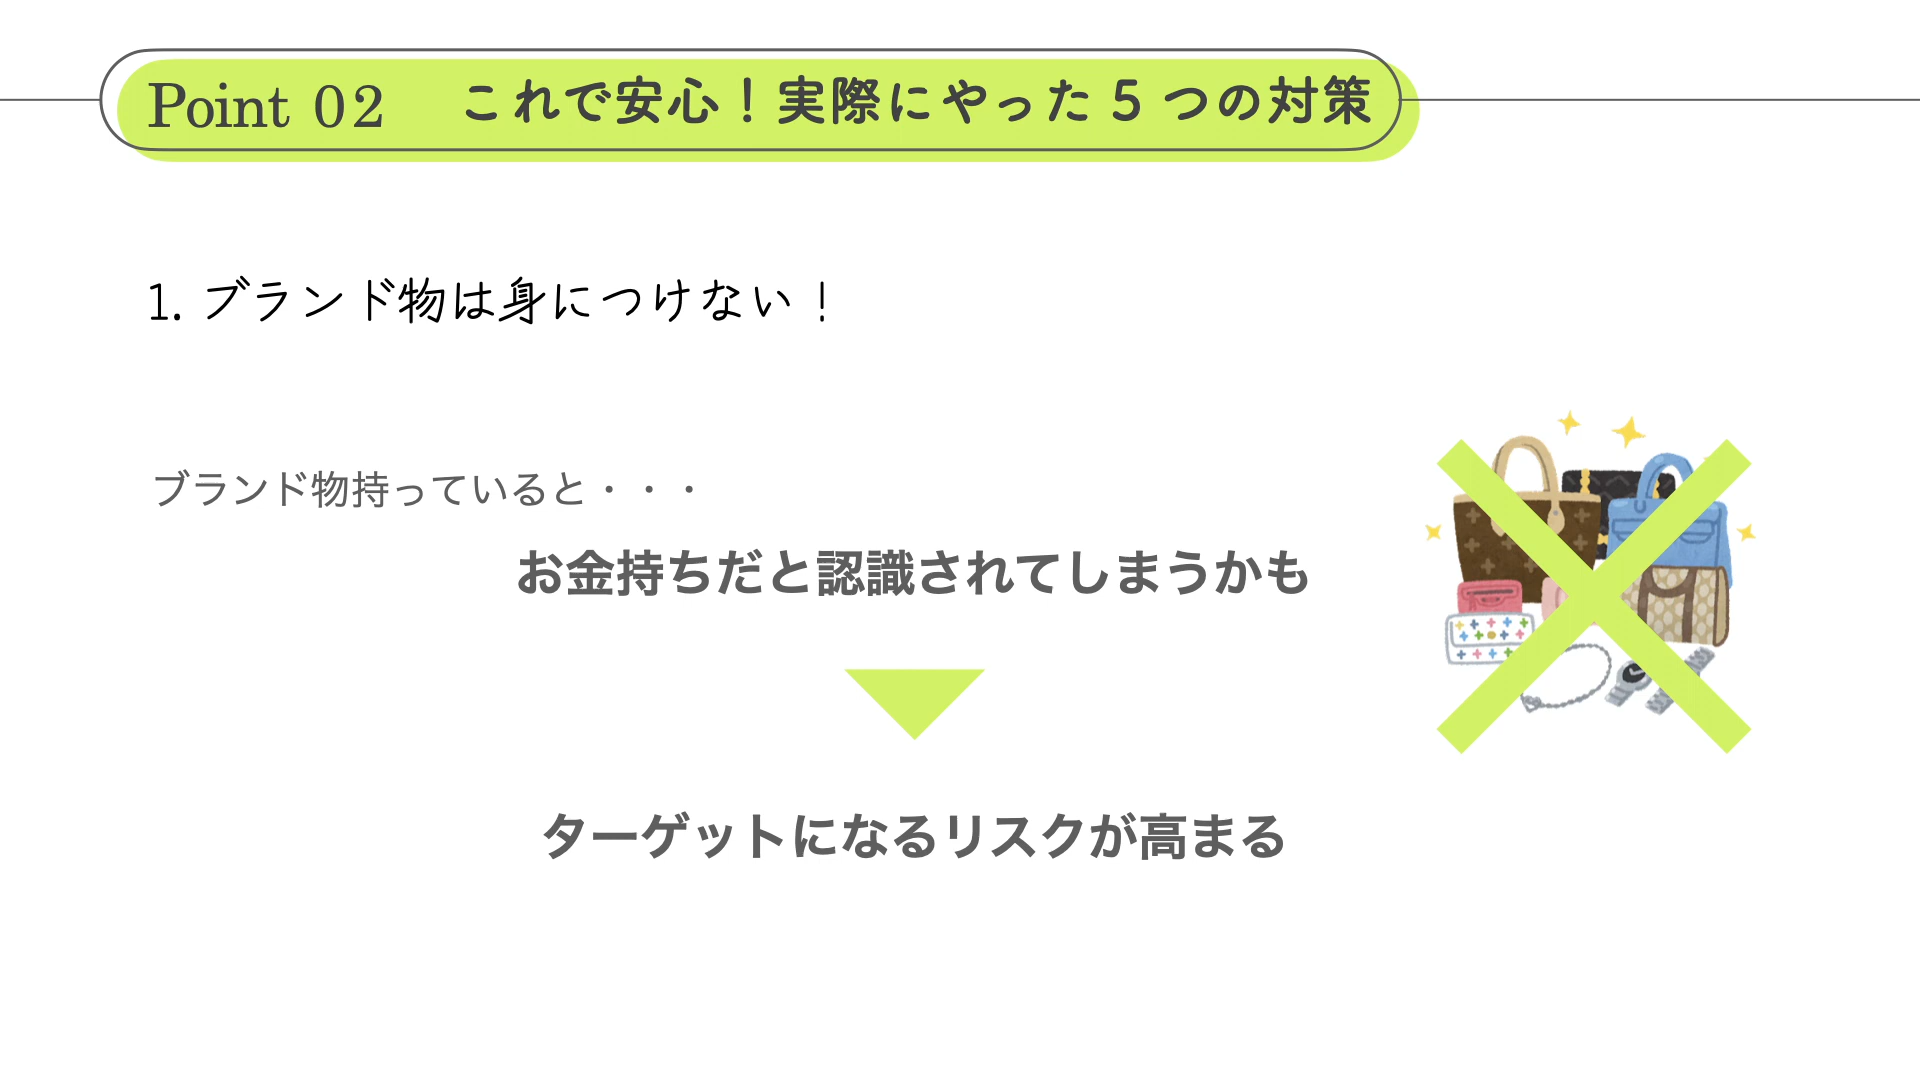 Point 02 これで安心！実際にやった５つの対策
1. ブランド物は身につけない！
ブランド物持っていると・・・
お金持ちだと認識されてしまうかも
ターゲットになるリスクが高まる